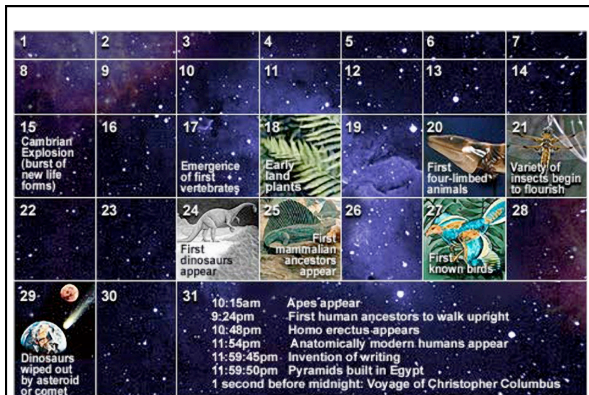 1 2 3 4 5 6 7
8 9 10 11 12 13 14
15 16 17 18 19 20 21
Cambrian
Explosion
(burst of
new life
forms)
Emergence
of first
vertebrates
Early
land
plants
First
four-limbed
animals
Variety of
insects begin
to flourish
22 23 24 25 26 27 28
First
dinosaurs
appear
First
mammalian
ancestors
appear
First
known birds
29 30 31
Dinosaurs
wiped out
by asteroid
or comet
10:15am Apes appear
9:24pm First human ancestors to walk upright
10:48pm Homo erectus appears
11:54pm Anatomically modern humans appear
11:59:45pm Invention of writing
11:59:50pm Pyramids built in Egypt
1 second before midnight: Voyage of Christopher Columbus